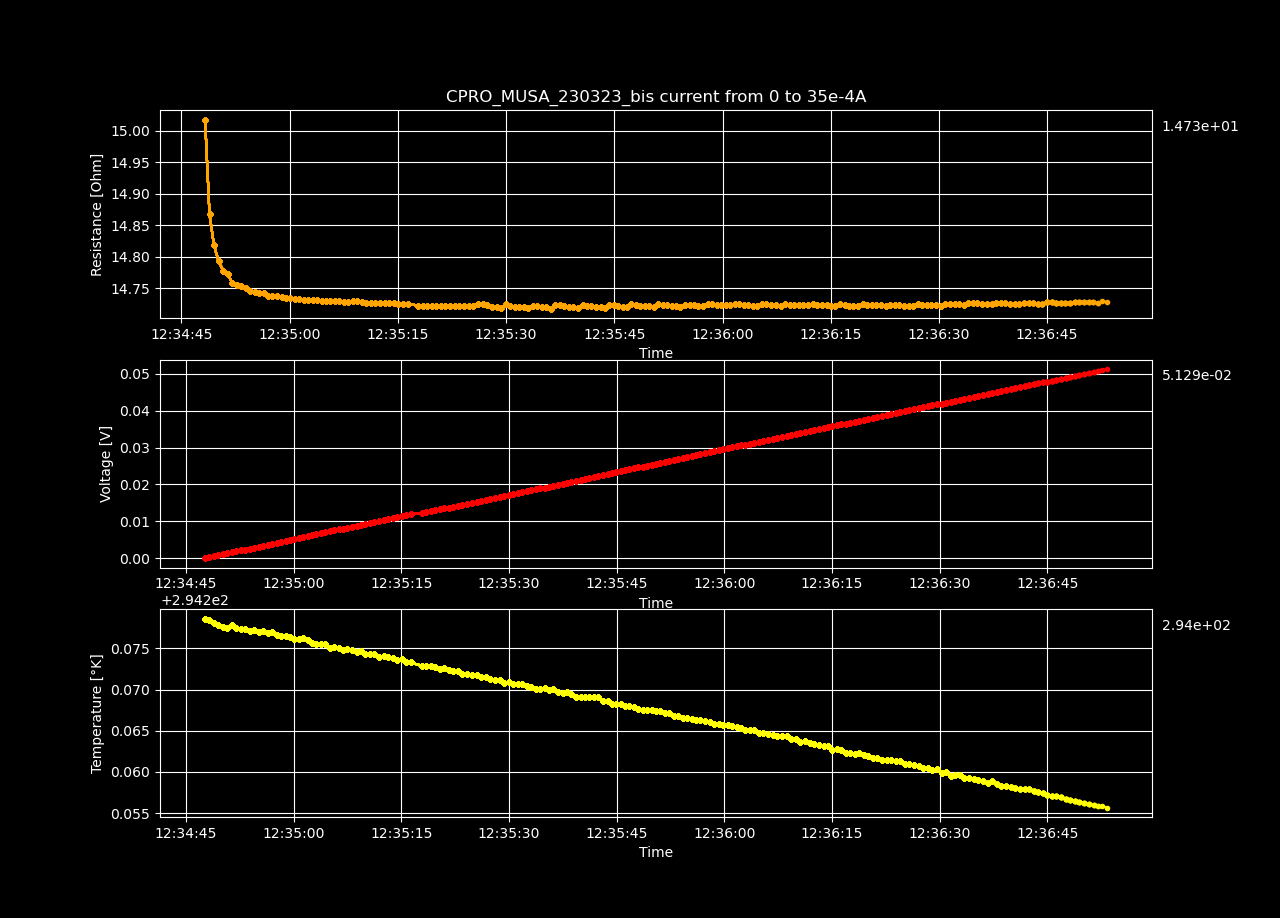 CPRO_MUSA_230323_bis current from 0 to 35e-4A
1.473e+01
Resistance [Ohm]
15.00
14.95
14.90
14.85
14.80
14.75
12:34:45 12:35:00 12:35:15 12:35:30 12:35:45 12:36:00 12:36:15 12:36:30 12:36:45
Time
5.129e-02
Voltage [V]
0.05
0.04
0.03
0.02
0.01
0.00
12:34:45 12:35:00 12:35:15 12:35:30 12:35:45 12:36:00 12:36:15 12:36:30 12:36:45
Time
+2.942e2
2.94e+02
Temperature [°K]
0.075
0.070
0.065
0.060
0.055
12:34:45 12:35:00 12:35:15 12:35:30 12:35:45 12:36:00 12:36:15 12:36:30 12:36:45
Time